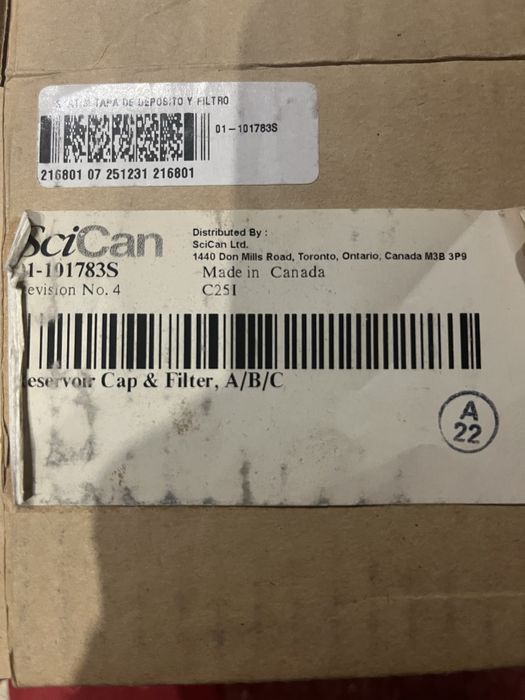 TAPA DE DEPOSITO Y FILTRO
01-101783S
216801 07 251231 216801
SciCan
Distributed By :
SciCan Ltd.
1440 Don Mills Road, Toronto, Ontario, Canada M3B 3P9
1-101783S
Made in Canada
evision No. 4
C25I
eservoir Cap & Filter, A/B/C
A
22